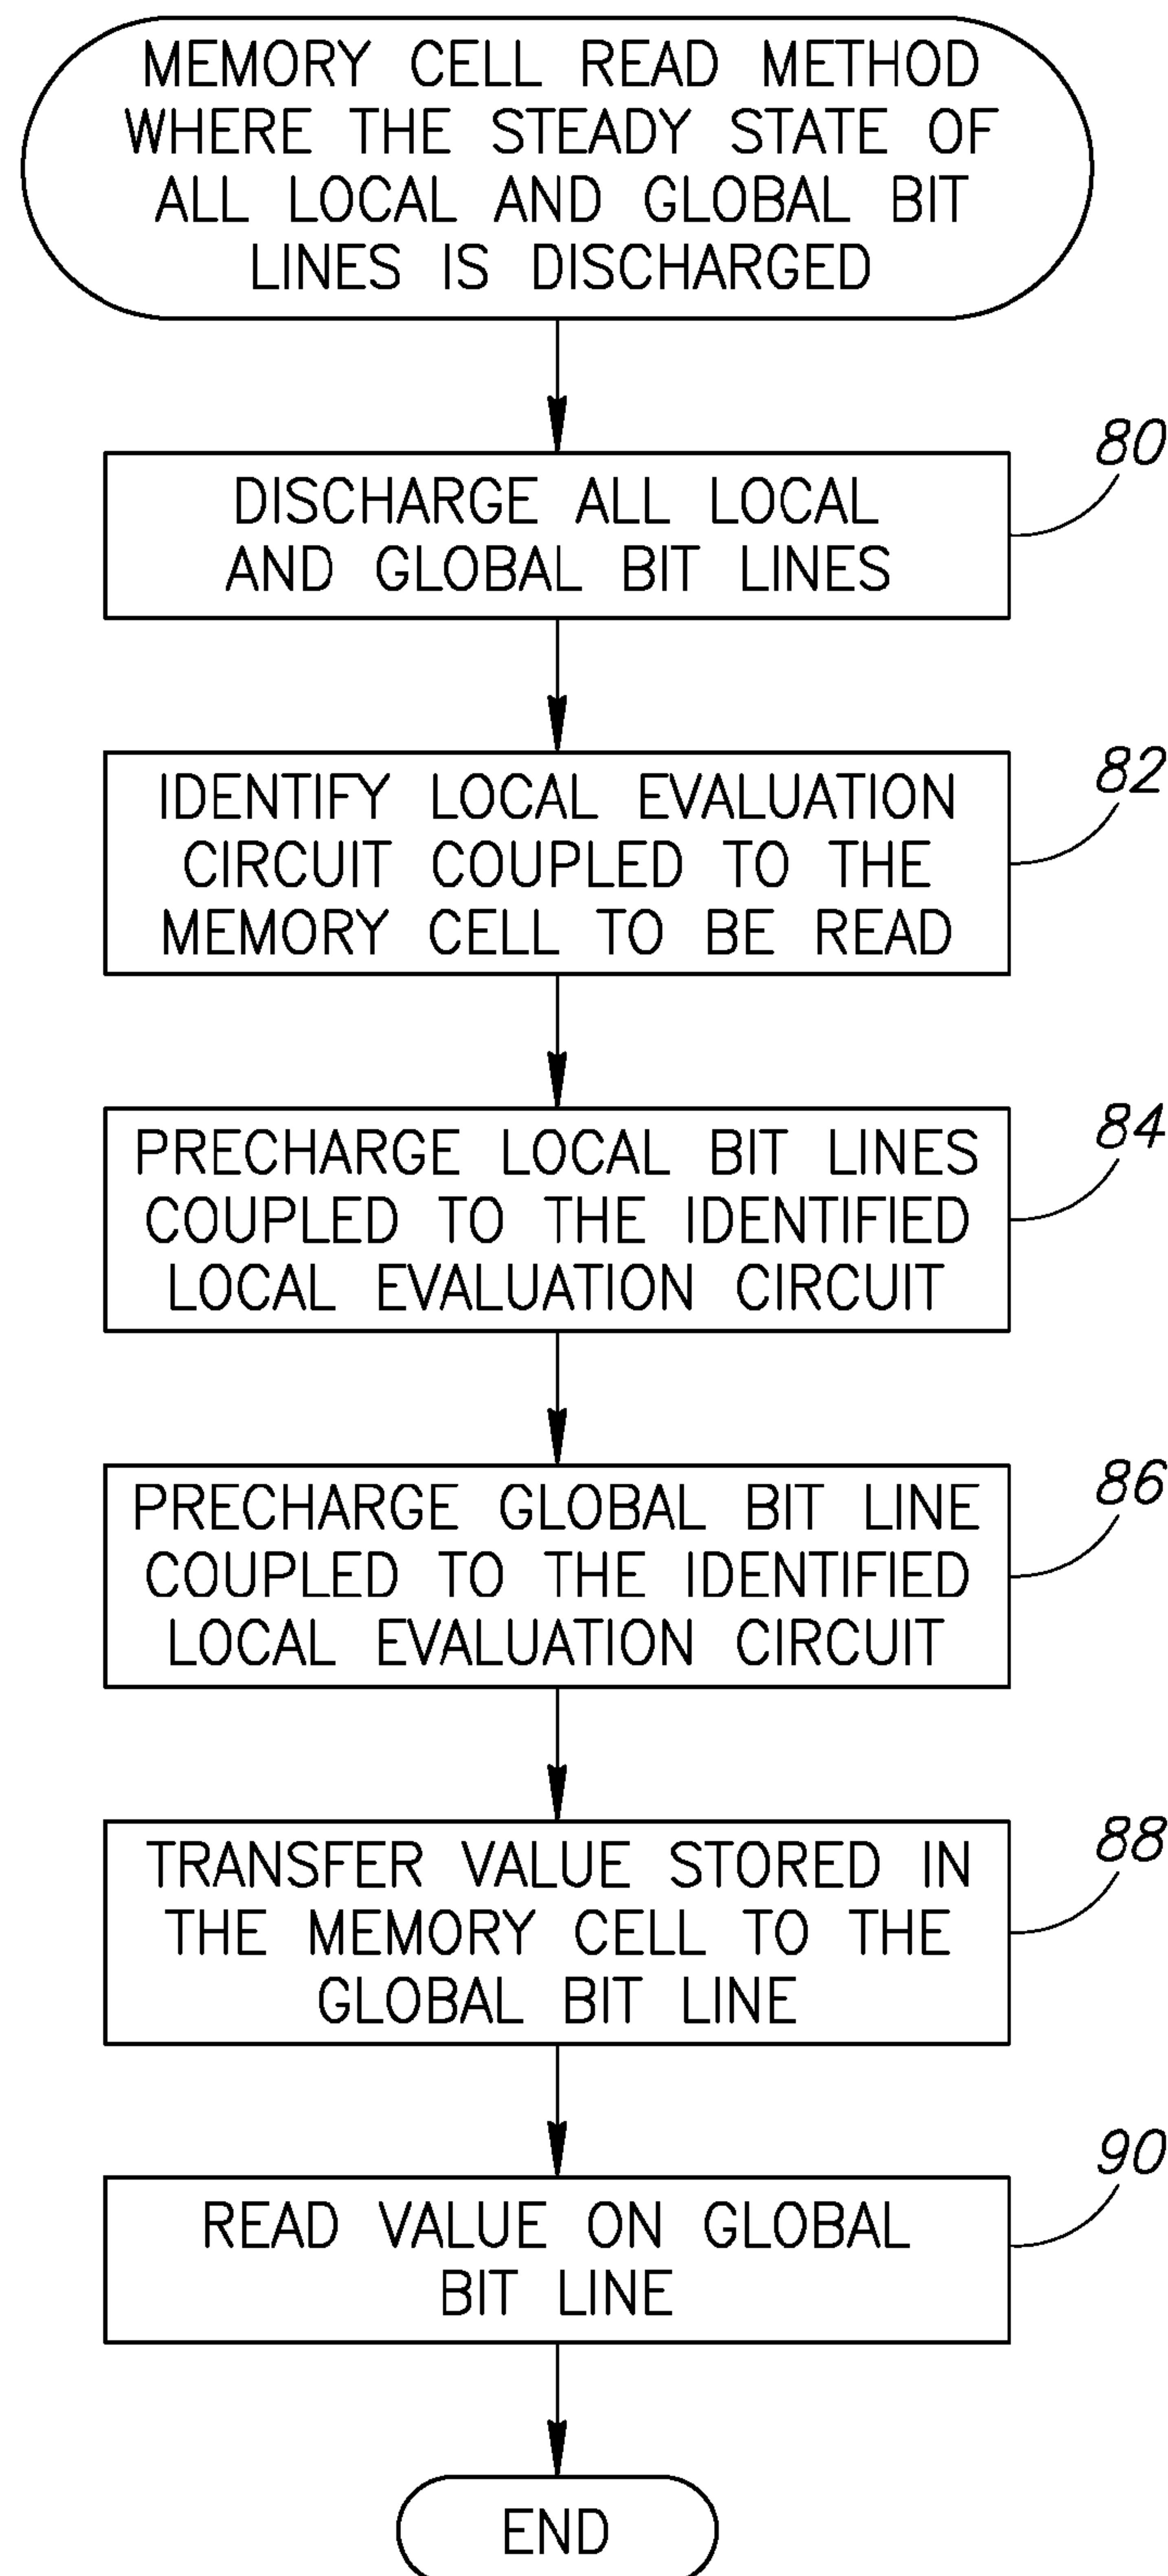 MEMORY CELL READ METHOD
WHERE THE STEADY STATE OF
ALL LOCAL AND GLOBAL BIT
LINES IS DISCHARGED
80
DISCHARGE ALL LOCAL
AND GLOBAL BIT LINES
82
IDENTIFY LOCAL EVALUATION
CIRCUIT COUPLED TO THE
MEMORY CELL TO BE READ
84
PRECHARGE LOCAL BIT LINES
COUPLED TO THE IDENTIFIED
LOCAL EVALUATION CIRCUIT
86
PRECHARGE GLOBAL BIT LINE
COUPLED TO THE IDENTIFIED
LOCAL EVALUATION CIRCUIT
88
TRANSFER VALUE STORED IN
THE MEMORY CELL TO THE
GLOBAL BIT LINE
90
READ VALUE ON GLOBAL
BIT LINE
END